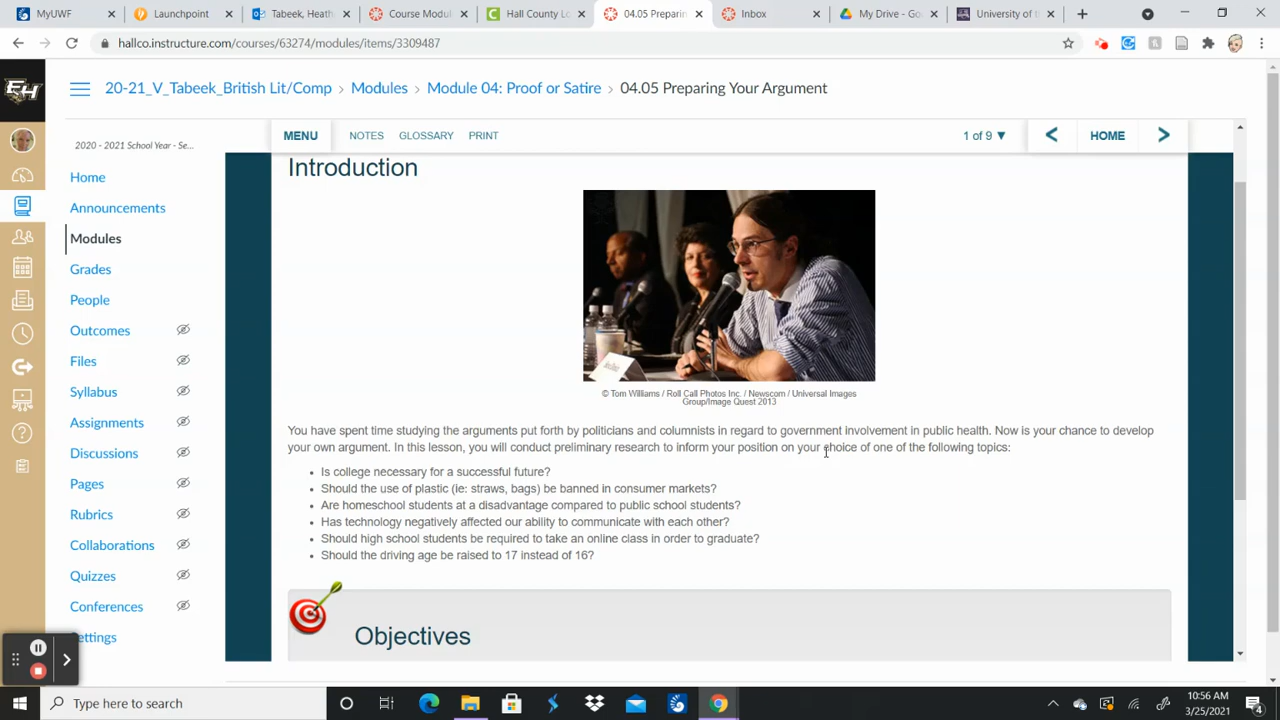 MyUWF
Launchpoint
Tabeek, Heath
Course Modul
Hall County Lo
04.05 Preparin
Inbox
My Drive - Go
University of t
hallco.instructure.com/courses/63274/modules/items/3309487
20-21_V_Tabeek_British Lit/Comp > Modules > Module 04: Proof or Satire > 04.05 Preparing Your Argument
MENU NOTES GLOSSARY PRINT 1 of 9 ▼ < HOME >
2020 - 2021 School Year - Se...
Home
Announcements
Modules
Grades
People
Outcomes
Files
Syllabus
Assignments
Discussions
Pages
Rubrics
Collaborations
Quizzes
Conferences
ettings
Introduction
© Tom Williams / Roll Call Photos Inc. / Newscom / Universal Images
Group/Image Quest 2013
You have spent time studying the arguments put forth by politicians and columnists in regard to government involvement in public health. Now is your chance to develop
your own argument. In this lesson, you will conduct preliminary research to inform your position on your choice of one of the following topics:
• Is college necessary for a successful future?
• Should the use of plastic (ie: straws, bags) be banned in consumer markets?
• Are homeschool students at a disadvantage compared to public school students?
• Has technology negatively affected our ability to communicate with each other?
• Should high school students be required to take an online class in order to graduate?
• Should the driving age be raised to 17 instead of 16?
Objectives
Type here to search
10:56 AM
3/25/2021
4